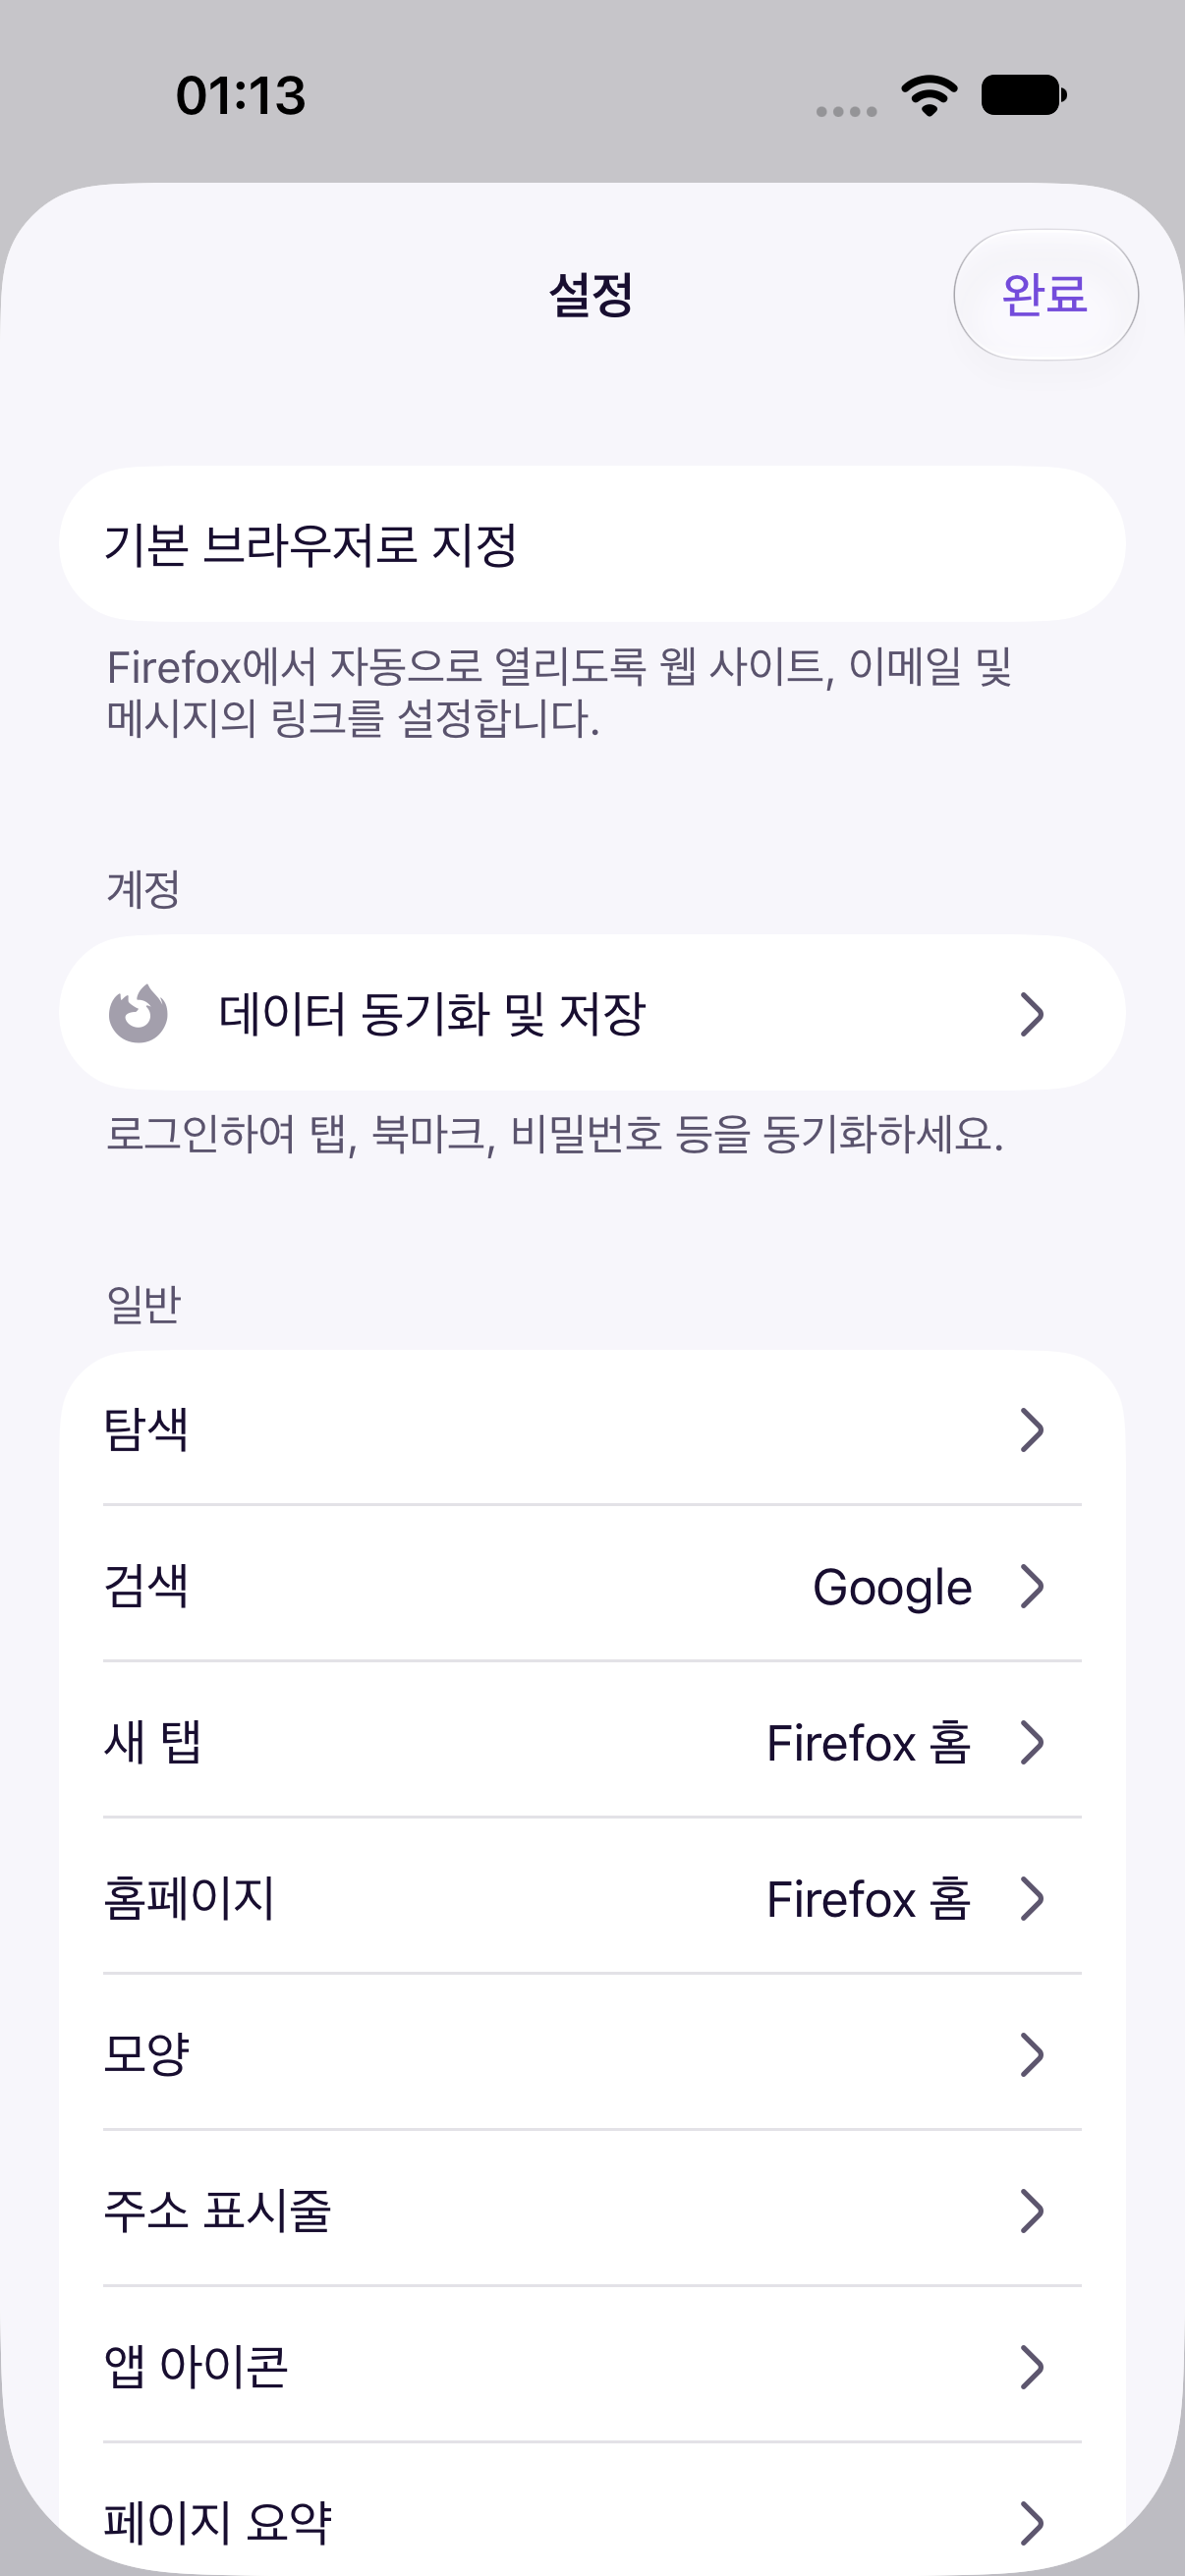 01:13
설정
완료
기본 브라우저로 지정
Firefox에서 자동으로 열리도록 웹 사이트, 이메일 및
메시지의 링크를 설정합니다.
계정
데이터 동기화 및 저장
로그인하여 탭, 북마크, 비밀번호 등을 동기화하세요.
일반
탐색
검색 Google
새 탭 Firefox 홈
홈페이지 Firefox 홈
모양
주소 표시줄
앱 아이콘
페이지 요약